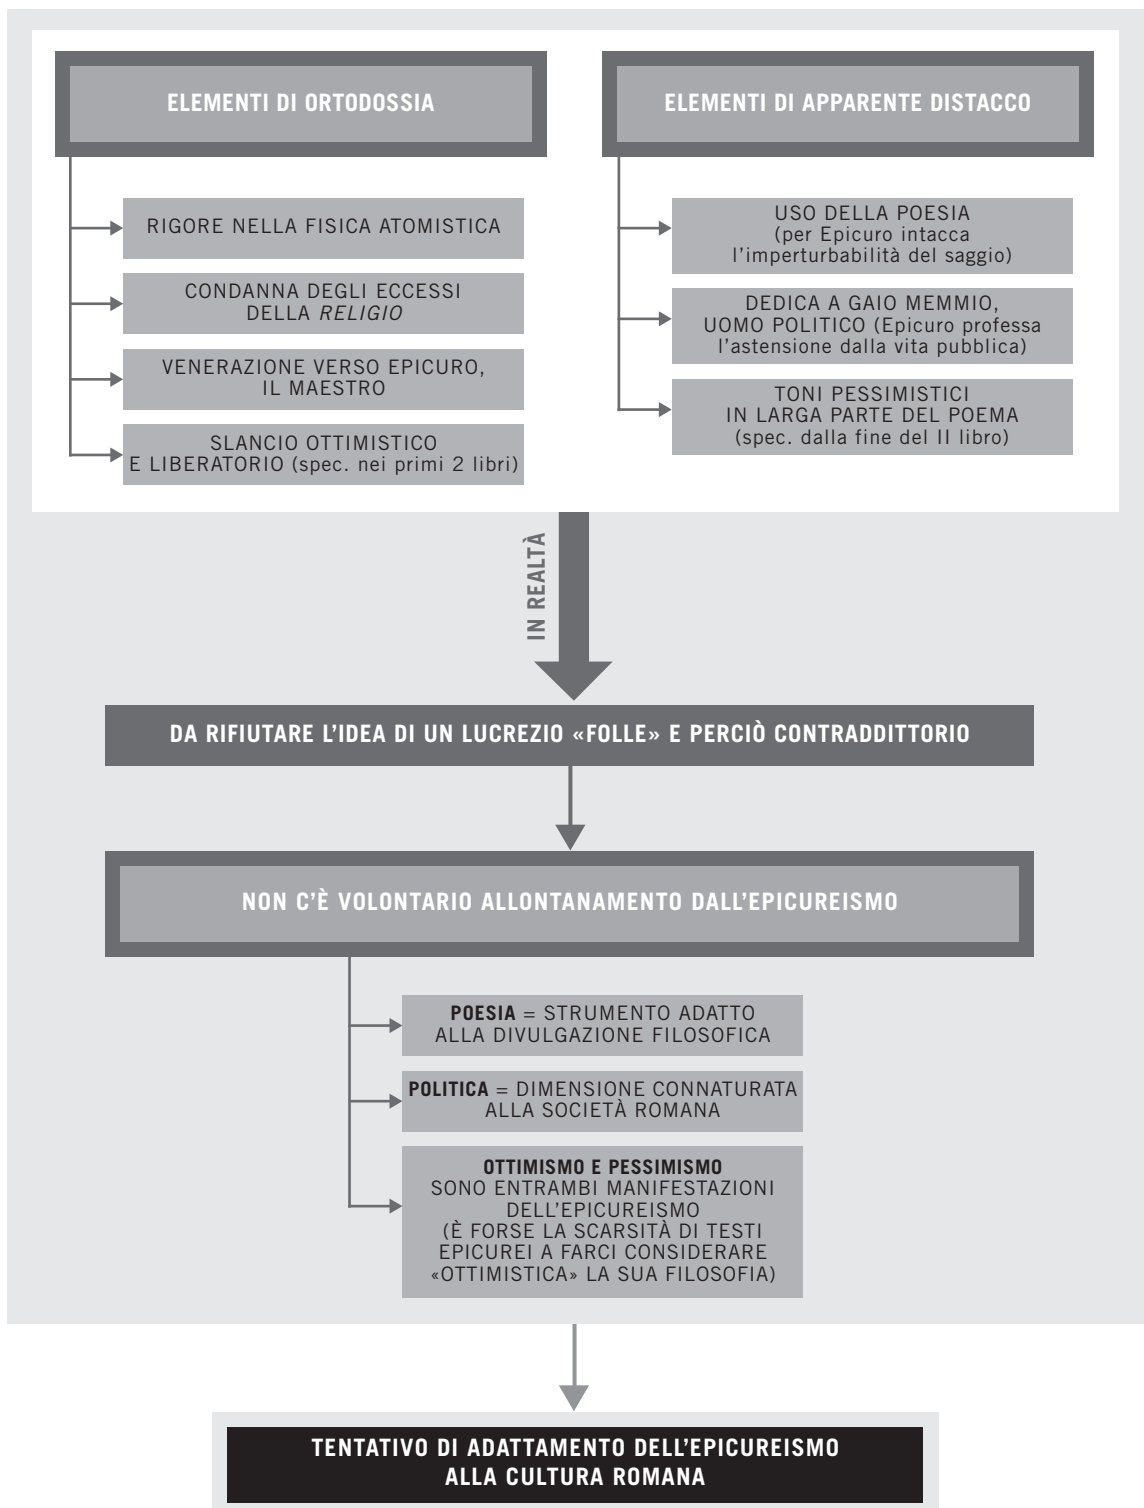 ELEMENTI DI ORTODOSSIA
RIGORE NELLA FISICA ATOMISTICA
CONDANNA DEGLI ECCESSI
DELLA RELIGIO
VENERAZIONE VERSO EPICURO,
IL MAESTRO
SLANCIO OTTIMISTICO
E LIBERATORIO (spec. nei primi 2 libri)
ELEMENTI DI APPARENTE DISTACCO
USO DELLA POESIA
(per Epicuro intacca
l’imperturbabilità del saggio)
DEDICA A GAIO MEMMIO,
UOMO POLITICO (Epicuro professa
l’astensione dalla vita pubblica)
TONI PESSIMISTICI
IN LARGA PARTE DEL POEMA
(spec. dalla fine del II libro)
IN REALTÀ
DA RIFIUTARE L’IDEA DI UN LUCREZIO «FOLLE» E PERCIÒ CONTRADDITTORIO
NON C’È VOLONTARIO ALLONTANAMENTO DALL’EPICUREISMO
POESIA = STRUMENTO ADATTO
ALLA DIVULGAZIONE FILOSOFICA
POLITICA = DIMENSIONE CONNATURATA
ALLA SOCIETÀ ROMANA
OTTIMISMO E PESSIMISMO
SONO ENTRAMBI MANIFESTAZIONI
DELL’EPICUREISMO
(È FORSE LA SCARSITÀ DI TESTI
EPICUREI A FARCI CONSIDERARE
«OTTIMISTICA» LA SUA FILOSOFIA)
TENTATIVO DI ADATTAMENTO DELL’EPICUREISMO
ALLA CULTURA ROMANA